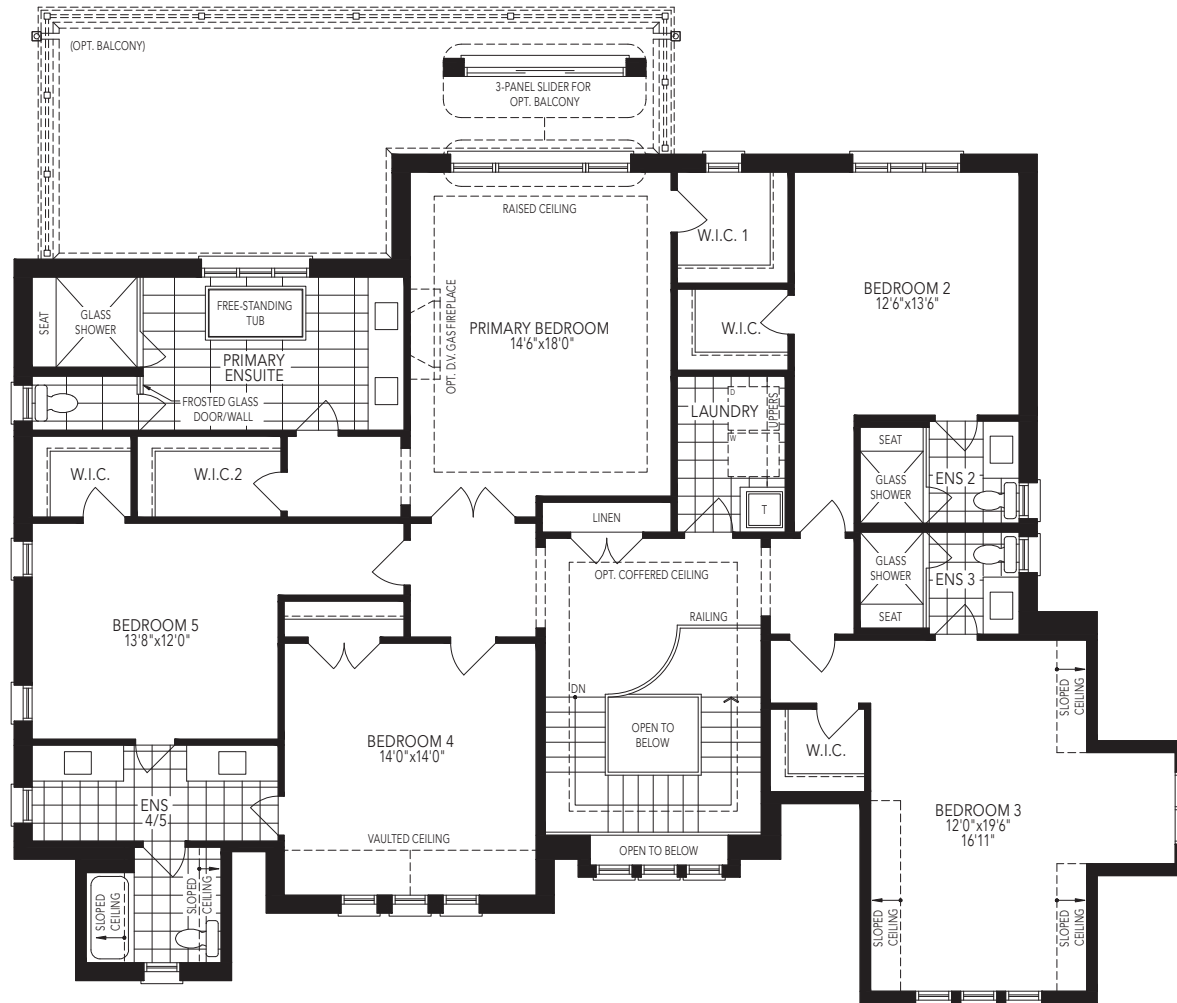 (OPT. BALCONY)
3-PANEL SLIDER FOR
OPT. BALCONY
RAISED CEILING
W.I.C. 1
BEDROOM 2
12'6"x13'6"
SEAT
GLASS
SHOWER
FREE-STANDING
TUB
OPT. D.V. GAS FIREPLACE
PRIMARY BEDROOM
14'6"x18'0"
W.I.C.
PRIMARY
ENSUITE
FROSTED GLASS
DOOR/WALL
LAUNDRY
D
W
UPPERS
T
W.I.C.
W.I.C.2
SEAT
GLASS
SHOWER
ENS 2
LINEN
OPT. COFFERED CEILING
GLASS
SHOWER
SEAT
ENS 3
RAILING
BEDROOM 5
13'8"x12'0"
DN
OPEN TO
BELOW
BEDROOM 4
14'0"x14'0"
W.I.C.
SLOPED
CEILING
ENS
4/5
VAULTED CEILING
OPEN TO BELOW
BEDROOM 3
12'0"x19'6"
16'11"
SLOPED
CEILING
SLOPED
CEILING
SLOPED
CEILING
SLOPED
CEILING